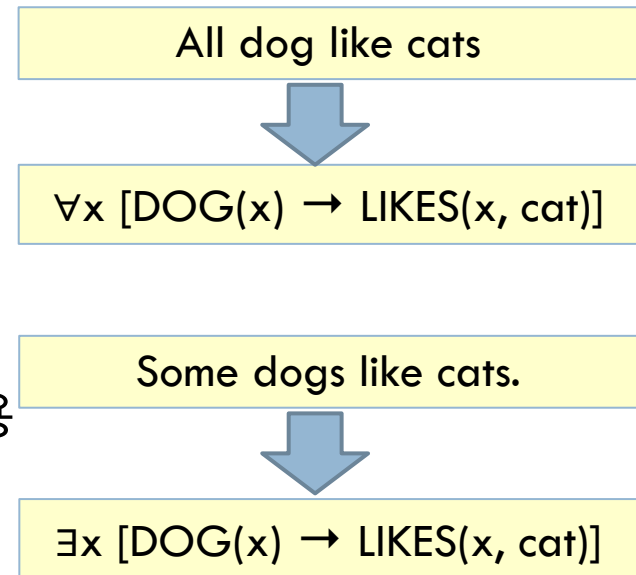 All dog like cats
∀x [DOG(x) → LIKES(x, cat)]
Some dogs like cats.
∃x [DOG(x) → LIKES(x, cat)]